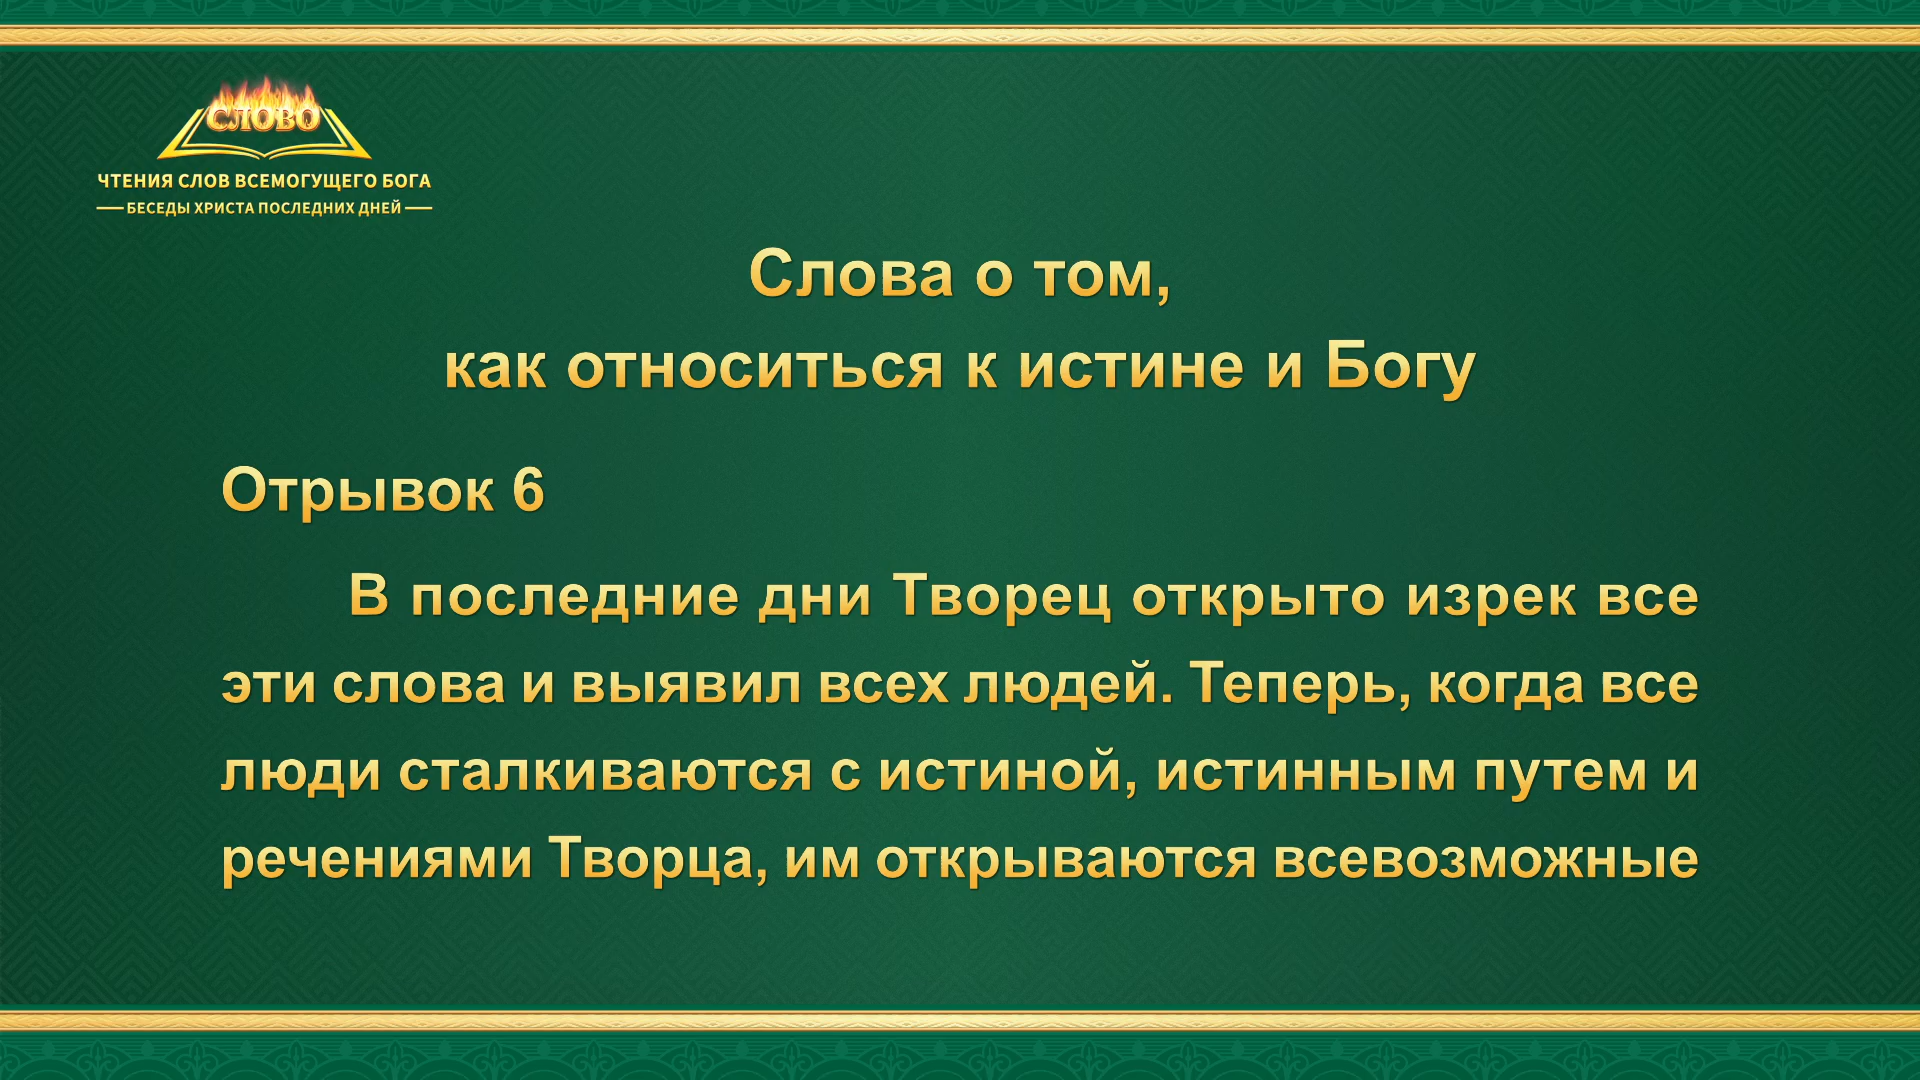 СЛОВО
ЧТЕНИЯ СЛОВ ВСЕМОГУЩЕГО БОГА
БЕСЕДЫ ХРИСТА ПОСЛЕДНИХ ДНЕЙ
Слова о том,
как относиться к истине и Богу
Отрывок 6
В последние дни Творец открыто изрек все
эти слова и выявил всех людей. Теперь, когда все
люди сталкиваются с истиной, истинным путем и
речениями Творца, им открываются всевозможные